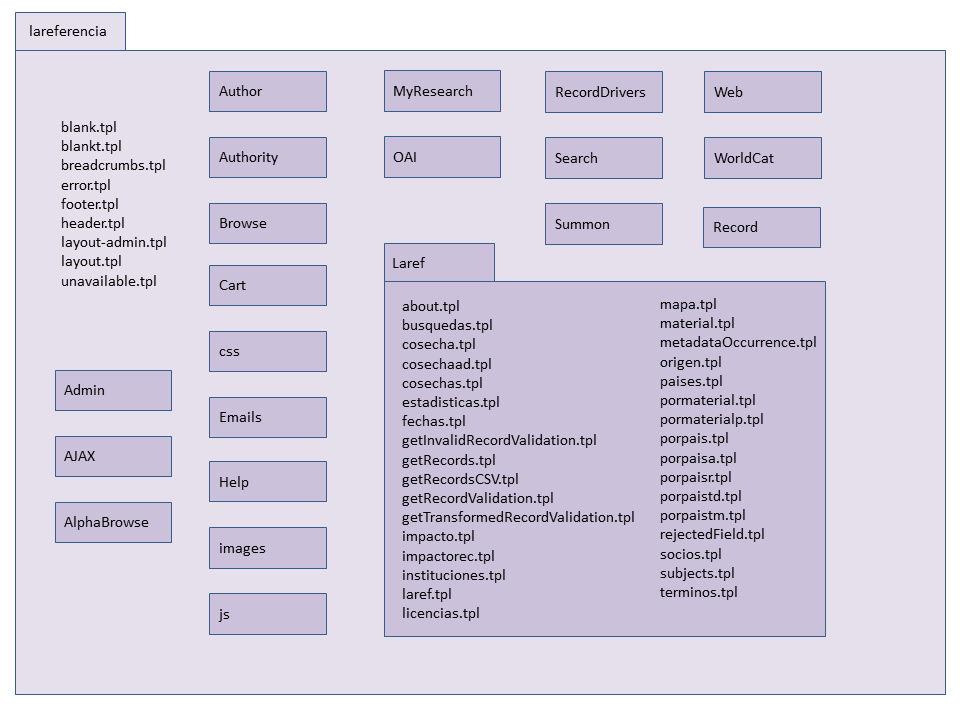 lareferencia
blank.tpl
blankt.tpl
breadcrumbs.tpl
error.tpl
footer.tpl
header.tpl
layout-admin.tpl
layout.tpl
unavailable.tpl
Admin
AJAX
AlphaBrowse
Author
Authority
Browse
Cart
css
Emails
Help
images
js
MyResearch
OAI
RecordDrivers
Search
Summon
Web
WorldCat
Record
Laref
about.tpl
busquedas.tpl
cosecha.tpl
cosechaad.tpl
cosechas.tpl
estadisticas.tpl
fechas.tpl
getInvalidRecordValidation.tpl
getRecords.tpl
getRecordsCSV.tpl
getRecordValidation.tpl
getTransformedRecordValidation.tpl
impacto.tpl
impactorec.tpl
instituciones.tpl
laref.tpl
licencias.tpl
mapa.tpl
material.tpl
metadataOccurrence.tpl
origen.tpl
paises.tpl
pormaterial.tpl
pormaterialp.tpl
porpais.tpl
porpaisa.tpl
porpaisr.tpl
porpaistd.tpl
porpaistm.tpl
rejectedField.tpl
socios.tpl
subjects.tpl
terminos.tpl